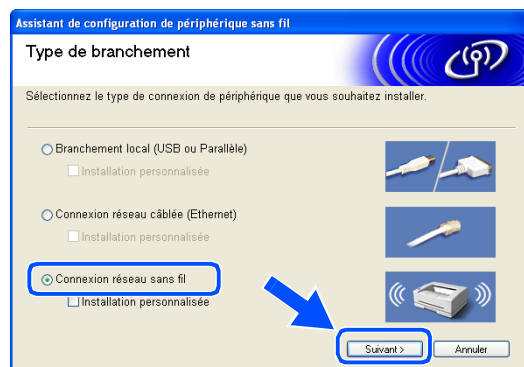 Assistant de configuration de périphérique sans fil
Type de branchement
Sélectionnez le type de connexion de périphérique que vous souhaitez installer.
Branchement local (USB ou Parallèle)
Installation personnalisée
Connexion réseau câblée (Ethernet)
Installation personnalisée
Connexion réseau sans fil
Installation personnalisée
Suivant >
Annuler